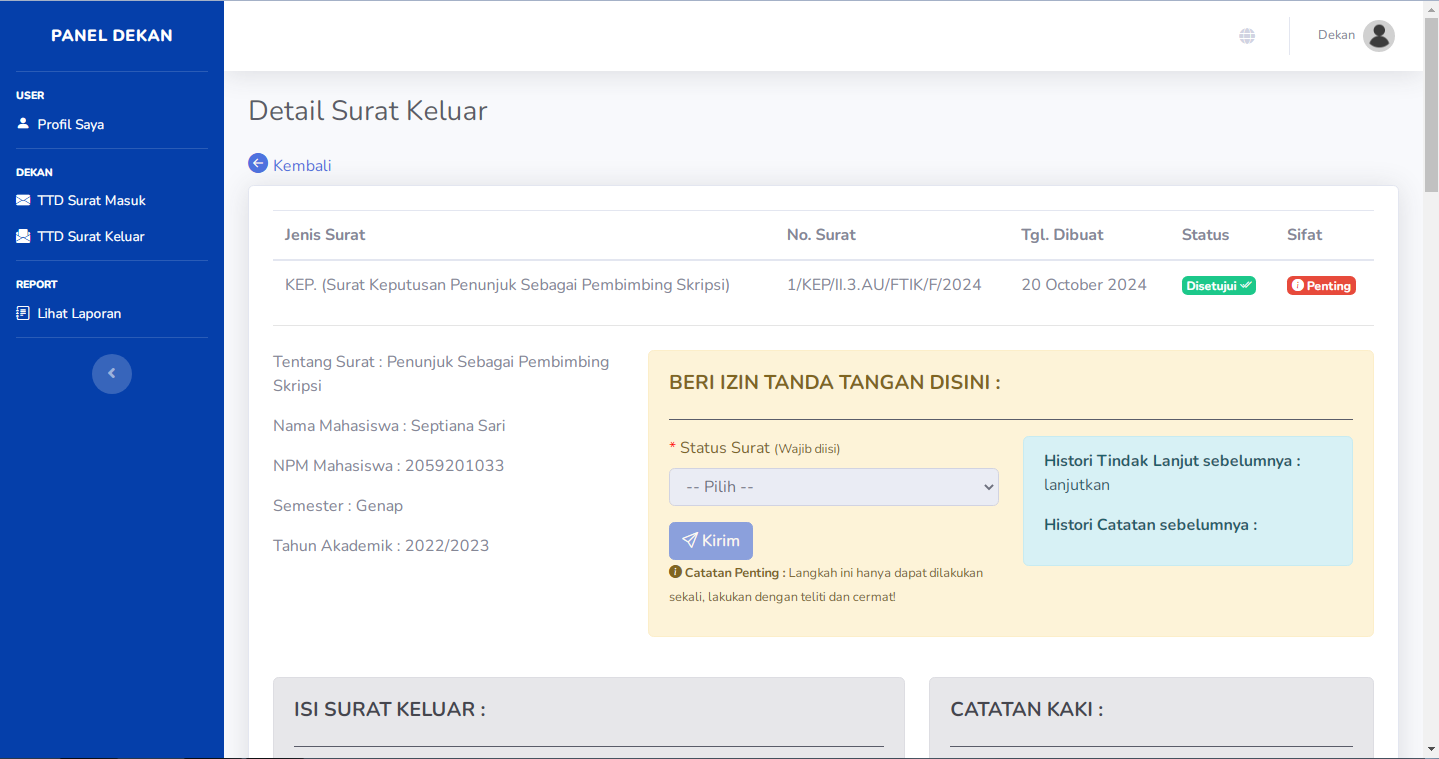 PANEL DEKAN
USER
Profil Saya
DEKAN
TTD Surat Masuk
TTD Surat Keluar
REPORT
Lihat Laporan
Dekan
Detail Surat Keluar
Kembali
Jenis Surat No. Surat Tgl. Dibuat Status Sifat
KEP. (Surat Keputusan Penunjuk Sebagai Pembimbing Skripsi) 1/KEP/II.3.AU/FTIK/F/2024 20 October 2024 Disetujui Penting
Tentang Surat : Penunjuk Sebagai Pembimbing
Skripsi
Nama Mahasiswa : Septiana Sari
NPM Mahasiswa : 2059201033
Semester : Genap
Tahun Akademik : 2022/2023
BERI IZIN TANDA TANGAN DISINI :
* Status Surat (Wajib diisi)
-- Pilih --
Kirim
Catatan Penting : Langkah ini hanya dapat dilakukan
sekali, lakukan dengan teliti dan cermat!
Histori Tindak Lanjut sebelumnya :
lanjutkan
Histori Catatan sebelumnya :
ISI SURAT KELUAR :
CATATAN KAKI :